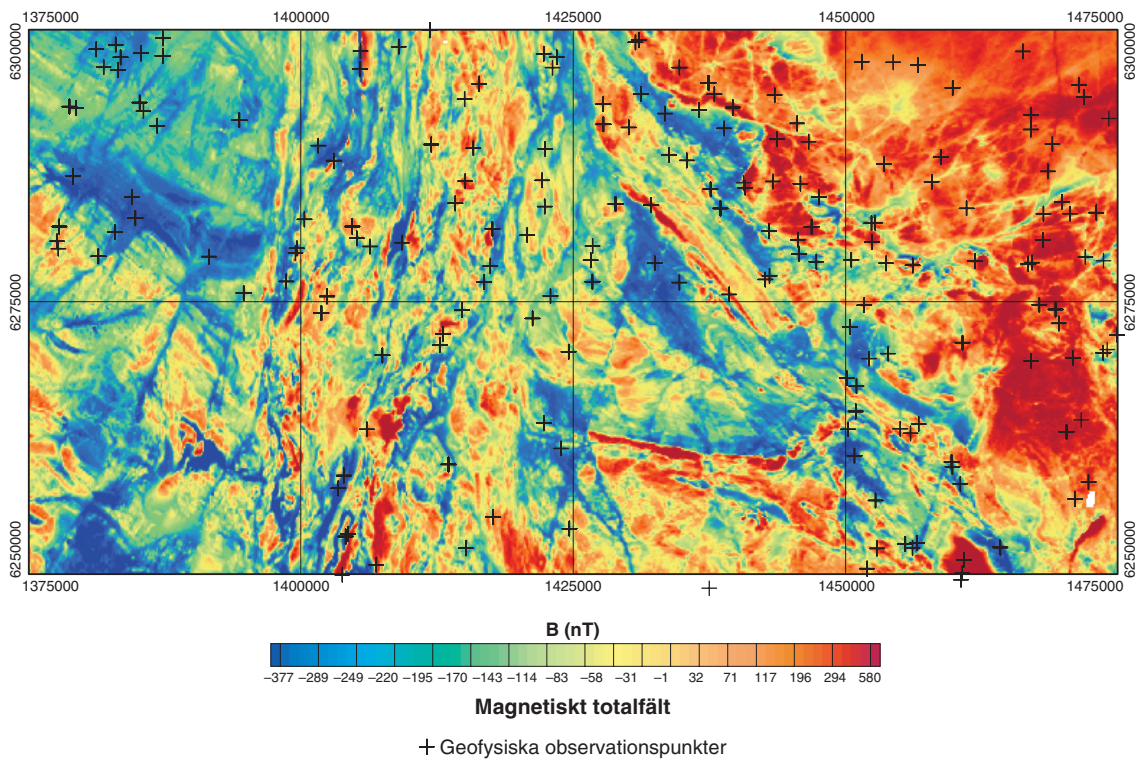 1375000 1400000 1425000 1450000 1475000
6300000 6300000
6275000 6275000
6250000 6250000
1375000 1400000 1425000 1450000 1475000
B (nT)
−377 −289 −249 −220 −195 −170 −143 −114 −83 −58 −31 −1 32 71 117 196 294 580
Magnetiskt totalfält
Geofysiska observationspunkter